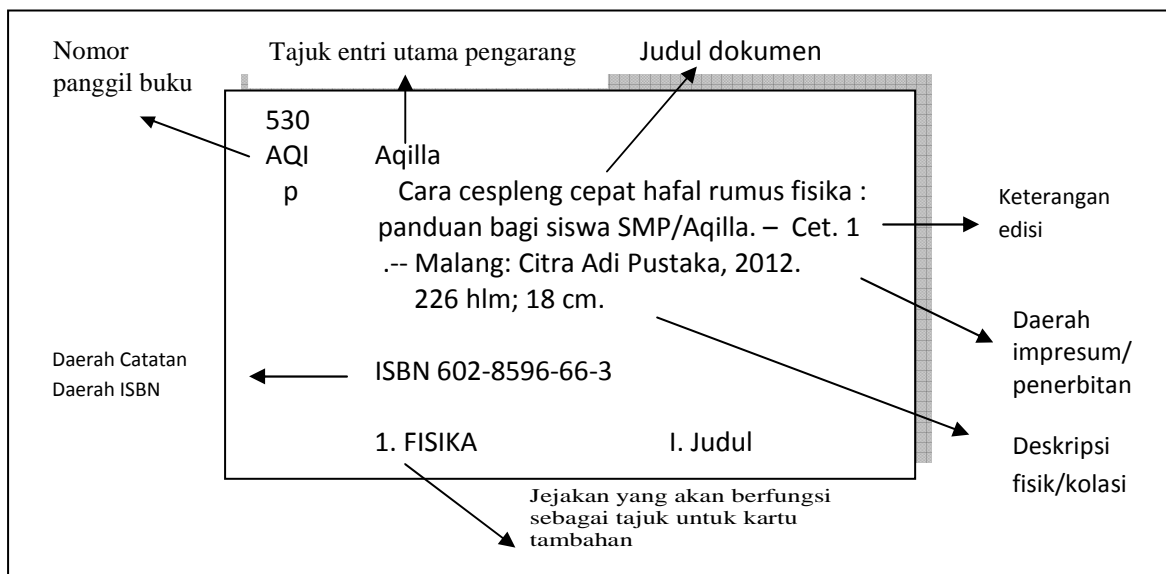 Nomor
panggil buku
Tajuk entri utama pengarang
Judul dokumen
530
AQI Aqilla
p Cara cespleng cepat hafal rumus fisika :
panduan bagi siswa SMP/Aqilla. – Cet. 1
.-- Malang: Citra Adi Pustaka, 2012.
226 hlm; 18 cm.
Keterangan
edisi
Daerah
impresum/
penerbitan
Daerah Catatan
Daerah ISBN
ISBN 602-8596-66-3
1. FISIKA I. Judul
Deskripsi
fisik/kolasi
Jejakan yang akan berfungsi
sebagai tajuk untuk kartu
tambahan